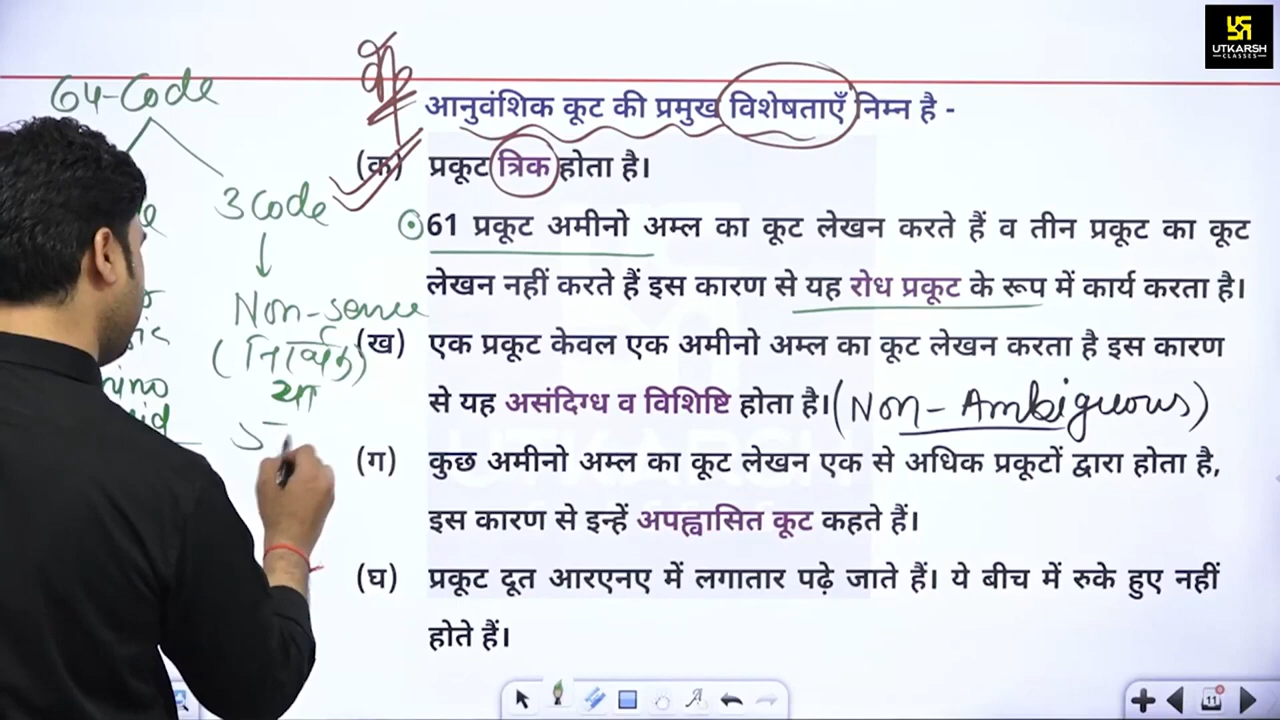 UTKARSH
CLASSES
64-Code
3 Code
Non-sence
(निरर्थक)
या
आनुवंशिक कूट की प्रमुख विशेषताएँ निम्न है -
(क) प्रकूट त्रिक होता है।
61 प्रकूट अमीनो अम्ल का कूट लेखन करते हैं व तीन प्रकूट का कूट
लेखन नहीं करते हैं इस कारण से यह रोध प्रकूट के रूप में कार्य करता है।
(ख) एक प्रकूट केवल एक अमीनो अम्ल का कूट लेखन करता है इस कारण
से यह असंदिग्ध व विशिष्टि होता है। (Non-Ambiguous)
(ग) कुछ अमीनो अम्ल का कूट लेखन एक से अधिक प्रकूटों द्वारा होता है,
इस कारण से इन्हें अपह्वासित कूट कहते हैं।
(घ) प्रकूट दूत आरएनए में लगातार पढ़े जाते हैं। ये बीच में रुके हुए नहीं
होते हैं।
11